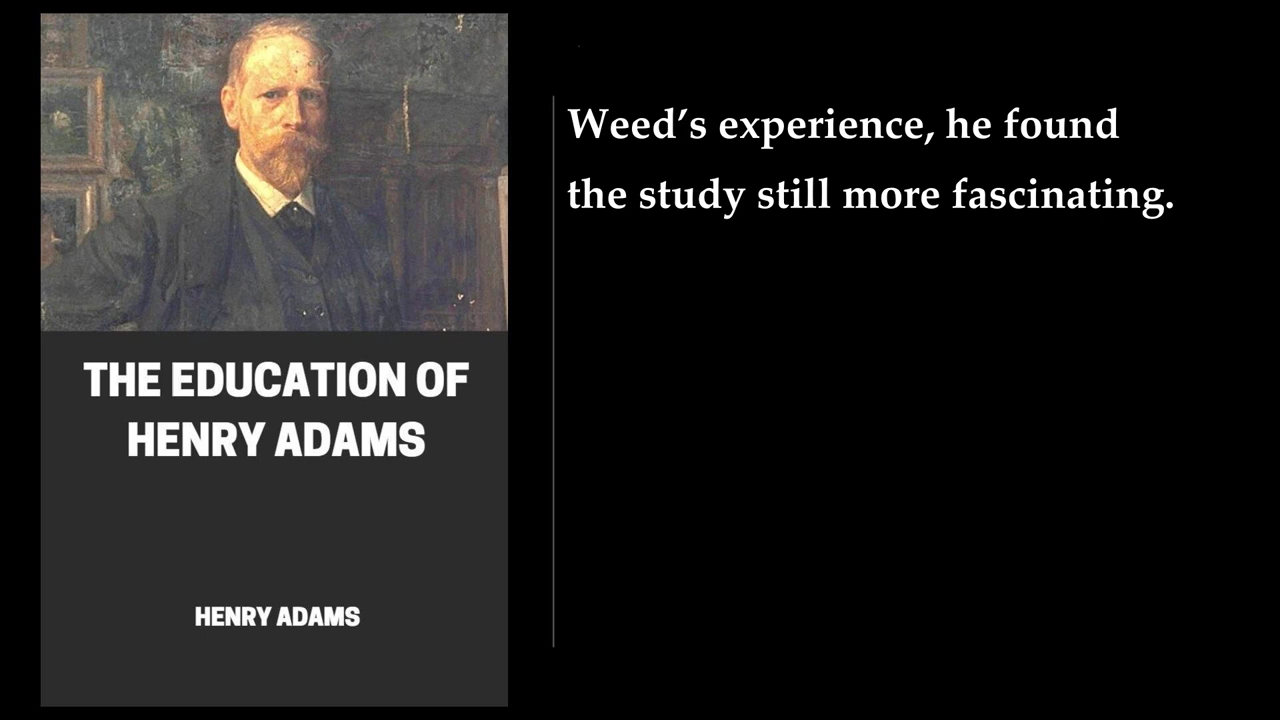 THE EDUCATION OF
HENRY ADAMS
HENRY ADAMS
Weed’s experience, he found
the study still more fascinating.